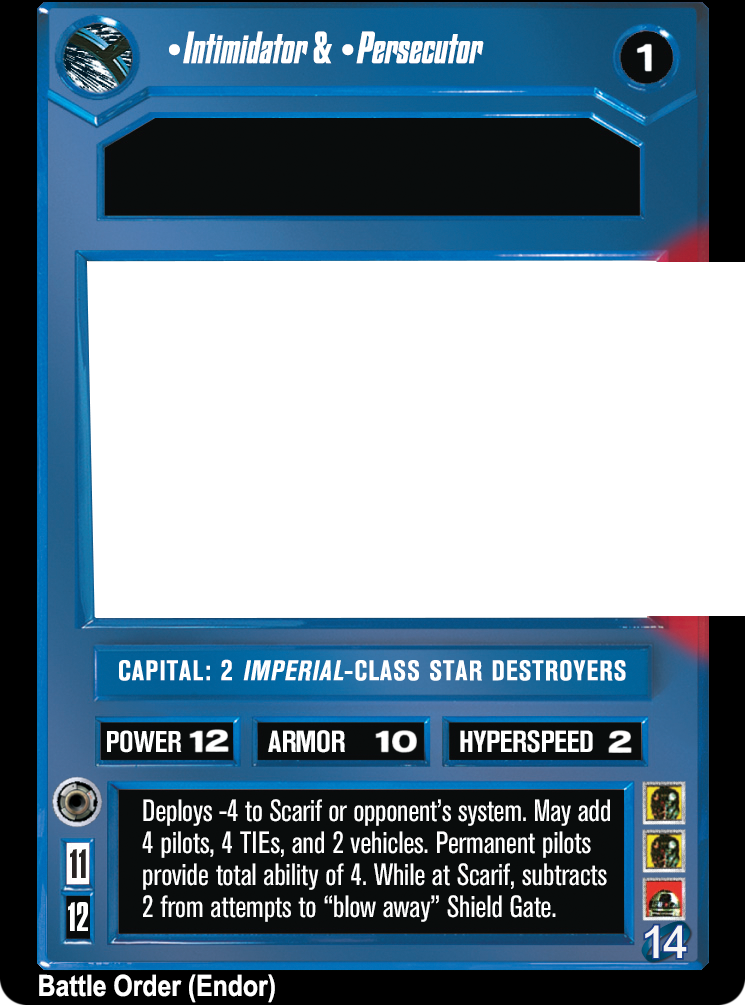 •Intimidator & •Persecutor
1
CAPITAL: 2 IMPERIAL-CLASS STAR DESTROYERS
POWER 12
ARMOR 10
HYPERSPEED 2
Deploys -4 to Scarif or opponent's system. May add
4 pilots, 4 TIEs, and 2 vehicles. Permanent pilots
provide total ability of 4. While at Scarif, subtracts
2 from attempts to “blow away” Shield Gate.
11
12
14
Battle Order (Endor)